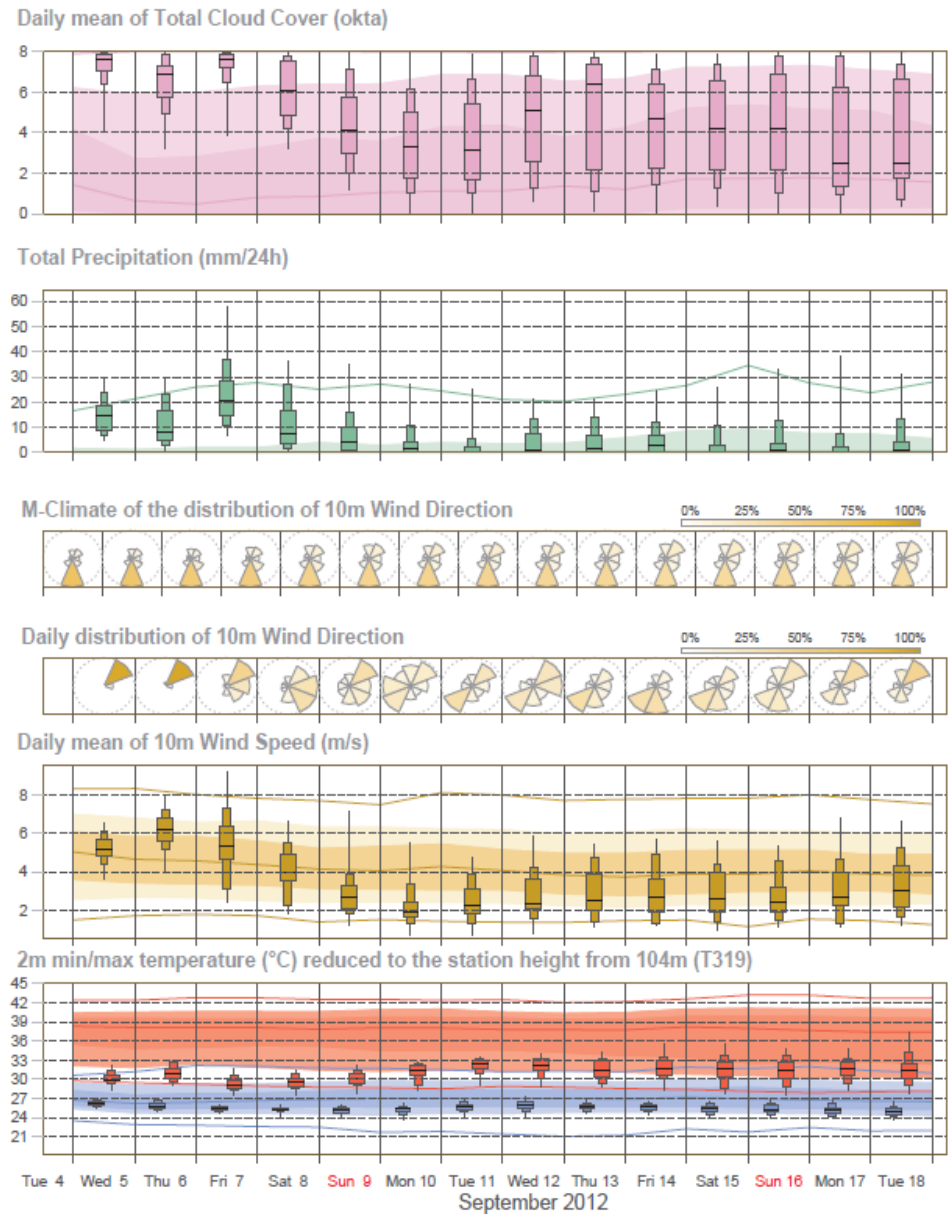 Daily mean of Total Cloud Cover (okta)
8
6
4
2
0
Total Precipitation (mm/24h)
60
50
40
30
20
10
0
M-Climate of the distribution of 10m Wind Direction
0% 25% 50% 75% 100%
Daily distribution of 10m Wind Direction
0% 25% 50% 75% 100%
Daily mean of 10m Wind Speed (m/s)
8
6
4
2
2m min/max temperature (°C) reduced to the station height from 104m (T319)
45
42
39
36
33
30
27
24
21
Tue 4 Wed 5 Thu 6 Fri 7 Sat 8 Sun 9 Mon 10 Tue 11 Wed 12 Thu 13 Fri 14 Sat 15 Sun 16 Mon 17 Tue 18
September 2012